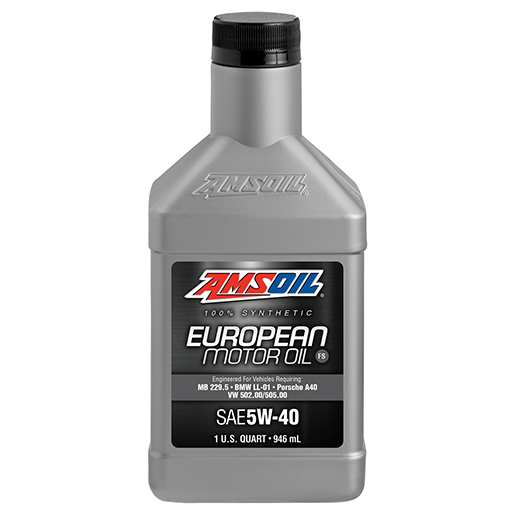 AMSOIL®
AMSOIL®
100% SYNTHETIC
EUROPEAN
MOTOR OIL FS
Engineered For Vehicles Requiring:
MB 229.5 • BMW LL-01 • Porsche A40
VW 502.00/505.00
SAE5W-40
1 U.S. QUART • 946 mL